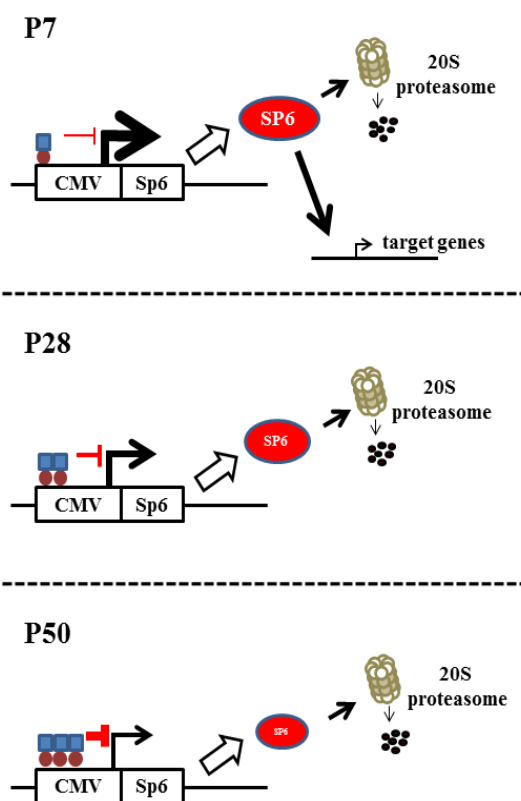 P7
20S
proteasome
SP6
CMV Sp6
target genes
P28
20S
proteasome
SP6
CMV Sp6
P50
20S
proteasome
SP6
CMV Sp6